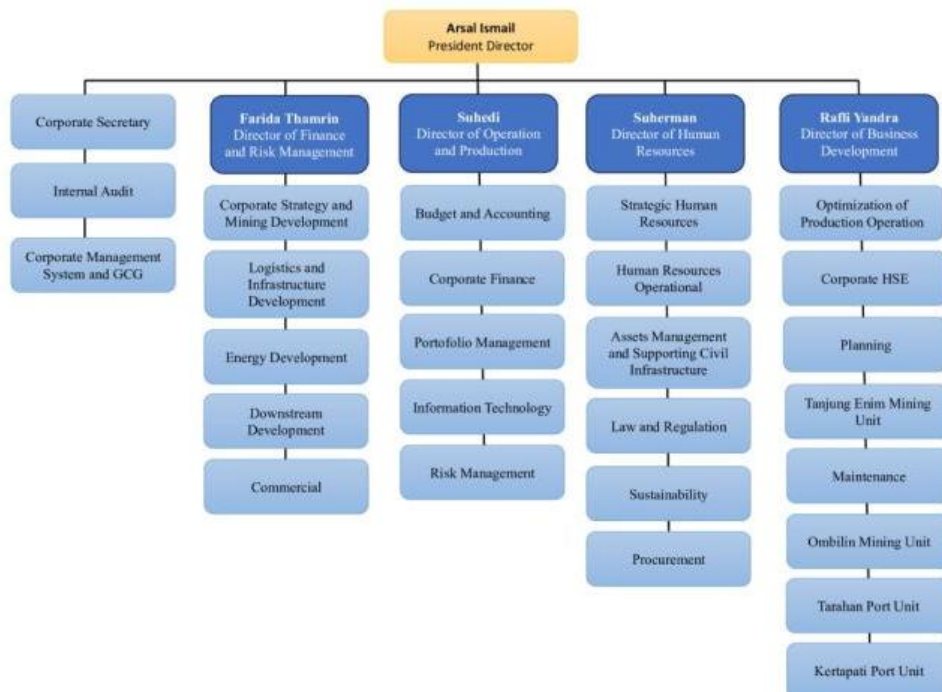 Arsal Ismail
President Director
Corporate Secretary
Internal Audit
Corporate Management
System and GCG
Farida Thamrin
Director of Finance
and Risk Management
Corporate Strategy and
Mining Development
Logistics and
Infrastructure
Development
Energy Development
Downstream
Development
Commercial
Suhedi
Director of Operation
and Production
Budget and Accounting
Corporate Finance
Portofolio Management
Information Technology
Risk Management
Suherman
Director of Human
Resources
Strategic Human
Resources
Human Resources
Operational
Assets Management
and Supporting Civil
Infrastructure
Law and Regulation
Sustainability
Procurement
Rafli Yandra
Director of Business
Development
Optimization of
Production Operation
Corporate HSE
Planning
Tanjung Enim Mining
Unit
Maintenance
Ombilin Mining Unit
Tarahan Port Unit
Kertapati Port Unit